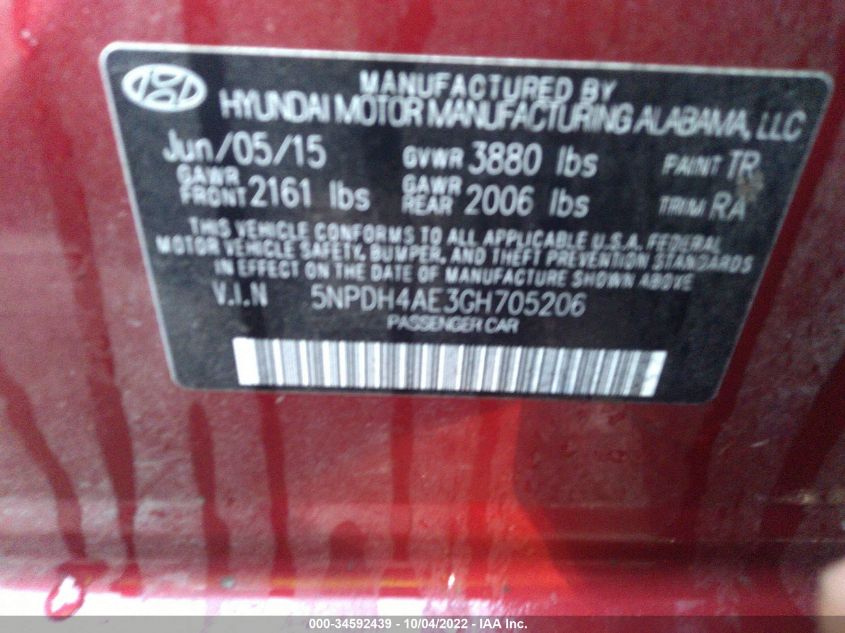 MANUFACTURED BY
HYUNDAI MOTOR MANUFACTURING ALABAMA, LLC
Jun/05/15 GVWR 3880 lbs PAINT TR
GAWR FRONT 2161 lbs GAWR REAR 2006 lbs TRIM RA
THIS VEHICLE CONFORMS TO ALL APPLICABLE U.S.A. FEDERAL
MOTOR VEHICLE SAFETY, BUMPER, AND THEFT PREVENTION STANDARDS
IN EFFECT ON THE DATE OF MANUFACTURE SHOWN ABOVE
V.I.N 5NPDH4AE3GH705206
PASSENGER CAR
000-34592439 - 10/04/2022 - IAA Inc.